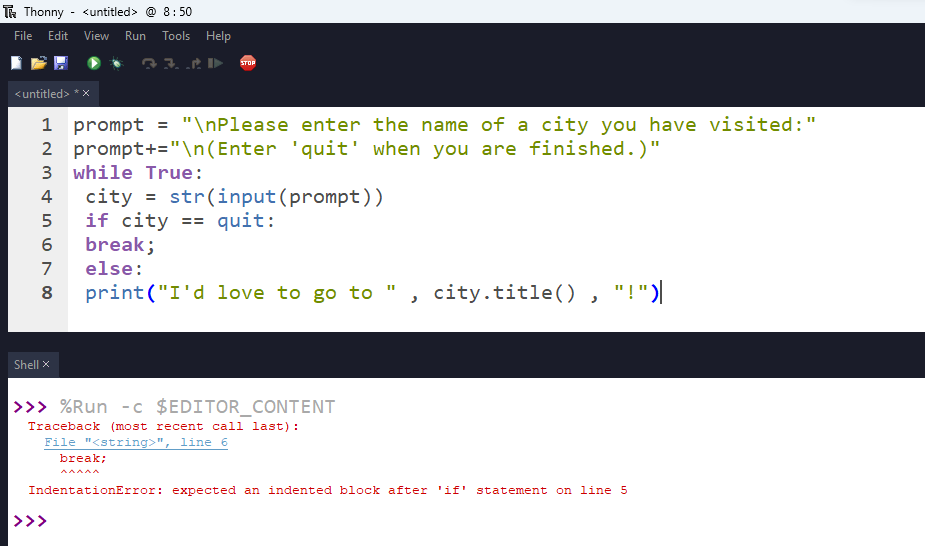 Thonny - <untitled> @ 8:50
File Edit View Run Tools Help
STOP
<untitled> * ×
1 prompt = "\nPlease enter the name of a city you have visited:"
2 prompt+="\n(Enter 'quit' when you are finished.)"
3 while True:
4  city = str(input(prompt))
5  if city == quit:
6  break;
7  else:
8  print("I'd love to go to " , city.title() , "!")
Shell ×
>>> %Run -c $EDITOR_CONTENT
Traceback (most recent call last):
  File "<string>", line 6
    break;
    ^^^^^
IndentationError: expected an indented block after 'if' statement on line 5
>>>